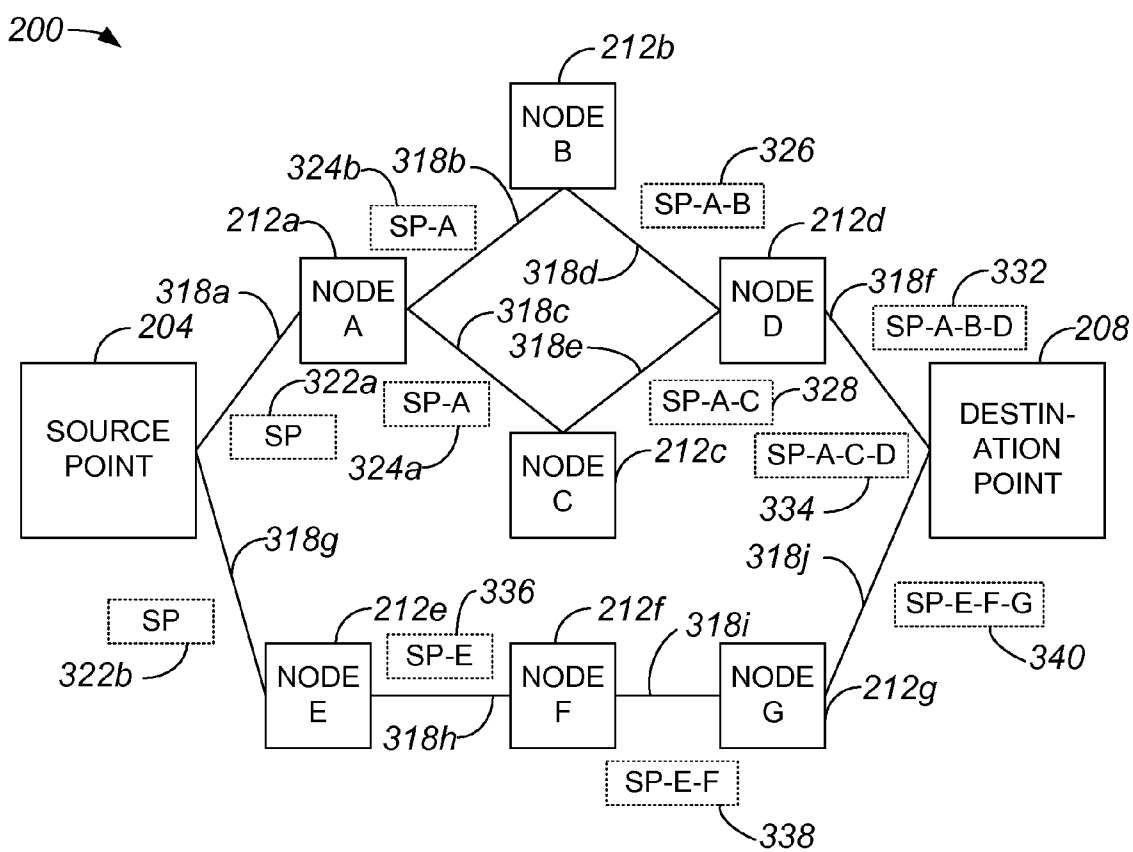 200
212b
NODE
B
324b
318b
326
SP-A
SP-A-B
212a
212d
318a
NODE
A
318d
NODE
D
318f
332
204
318c
SP-A-B-D
208
322a
318e
SOURCE
POINT
SP
SP-A
SP-A-C
328
DESTIN-
ATION
POINT
324a
NODE
C
212c
SP-A-C-D
334
318g
318j
SP
322b
212e
336
212f
318i
SP-E-F-G
340
SP-E
NODE
E
NODE
F
NODE
G
212g
318h
SP-E-F
338